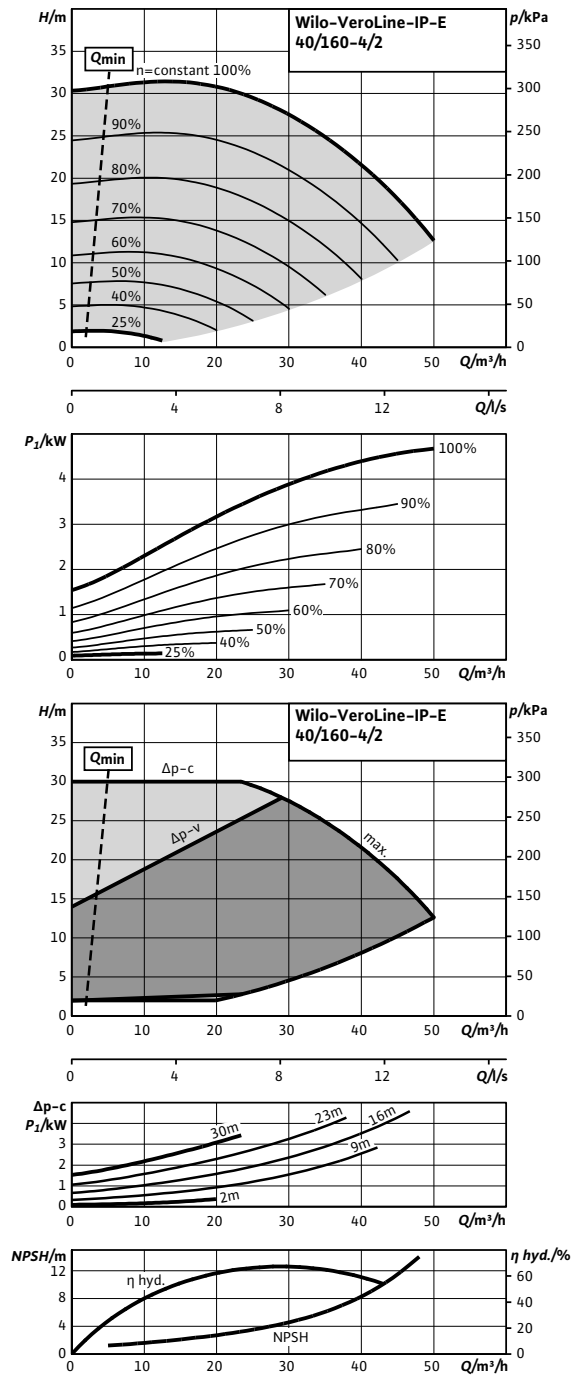 H/m
Wilo-VeroLine-IP-E
40/160-4/2
p/kPa
35
Qmin
n=constant 100%
350
30
300
90%
25
250
80%
20
200
70%
15
150
60%
10
100
50%
40%
5
50
25%
0
0
0 10 20 30 40 50 Q/m³/h
0 4 8 12 Q/l/s
P1/kW
100%
4
90%
3
80%
2
70%
60%
1
50%
40%
25%
0
0 10 20 30 40 50 Q/m³/h
H/m
Wilo-VeroLine-IP-E
40/160-4/2
p/kPa
35
350
Qmin
Δp-c
30
300
25
250
Δp-v
max.
20
200
15
150
10
100
5
50
0
0
0 10 20 30 40 50 Q/m³/h
0 4 8 12 Q/l/s
Δp-c
P1/kW
30m 23m 16m
3
9m
2
1
2m
0
0 10 20 30 40 50 Q/m³/h
NPSH/m
η hyd./%
12
60
η hyd.
8
40
4
20
NPSH
0
0
0 10 20 30 40 50 Q/m³/h